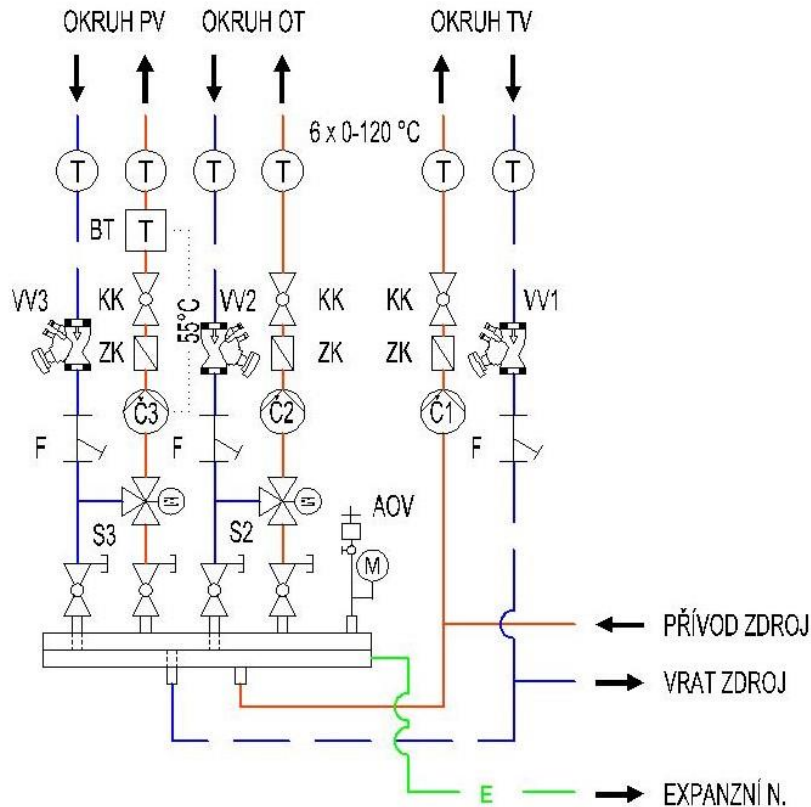 OKRUH PV OKRUH OT OKRUH TV
6 x 0-120 °C
T T T T T T
BT T
VV3 KK VV2 KK KK VV1
55°C
ZK ZK ZK
Č3 Č2 Č1
F F F
M M
S3 S2 AOV
M
PŘÍVOD ZDROJ
VRAT ZDROJ
E EXPANZNÍ N.